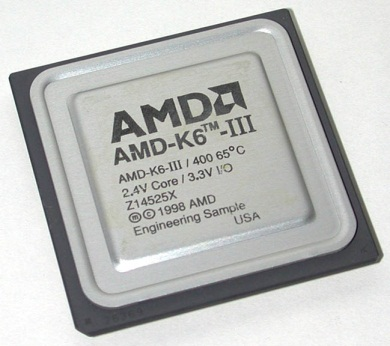 AMD
AMD-K6™-III
AMD-K6-III / 400 65°C
2.4V Core / 3.3V I/O
Z14525X
ⓜ © 1998 AMD
Engineering Sample
USA